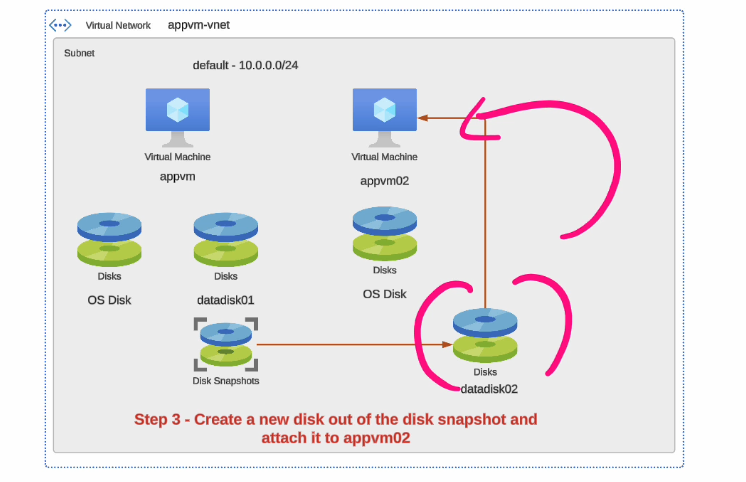 Virtual Network appvm-vnet
Subnet
default - 10.0.0.0/24
Virtual Machine
appvm
Virtual Machine
appvm02
Disks
OS Disk
Disks
datadisk01
Disks
OS Disk
Disk Snapshots
Disks
datadisk02
Step 3 - Create a new disk out of the disk snapshot and
attach it to appvm02